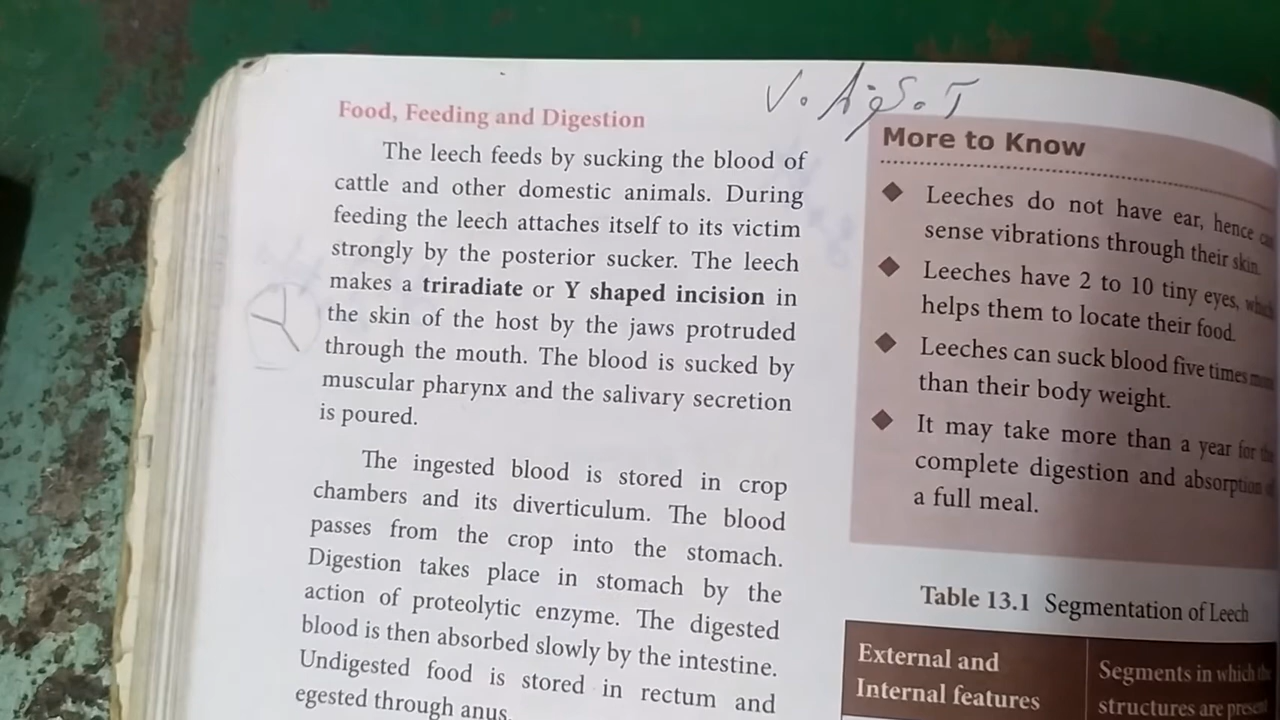 Food, Feeding and Digestion
The leech feeds by sucking the blood of
cattle and other domestic animals. During
feeding the leech attaches itself to its victim
strongly by the posterior sucker. The leech
makes a triradiate or Y shaped incision in
the skin of the host by the jaws protruded
through the mouth. The blood is sucked by
muscular pharynx and the salivary secretion
is poured.
The ingested blood is stored in crop
chambers and its diverticulum. The blood
passes from the crop into the stomach.
Digestion takes place in stomach by the
action of proteolytic enzyme. The digested
blood is then absorbed slowly by the intestine.
Undigested food is stored in rectum and
egested through anus.
More to Know
◆ Leeches do not have ear, hence
sense vibrations through their skin.
◆ Leeches have 2 to 10 tiny eyes, which
helps them to locate their food.
◆ Leeches can suck blood five times more
than their body weight.
◆ It may take more than a year for the
complete digestion and absorption of
a full meal.
Table 13.1 Segmentation of Leech
External and
Internal features
Segments in which the
structures are present